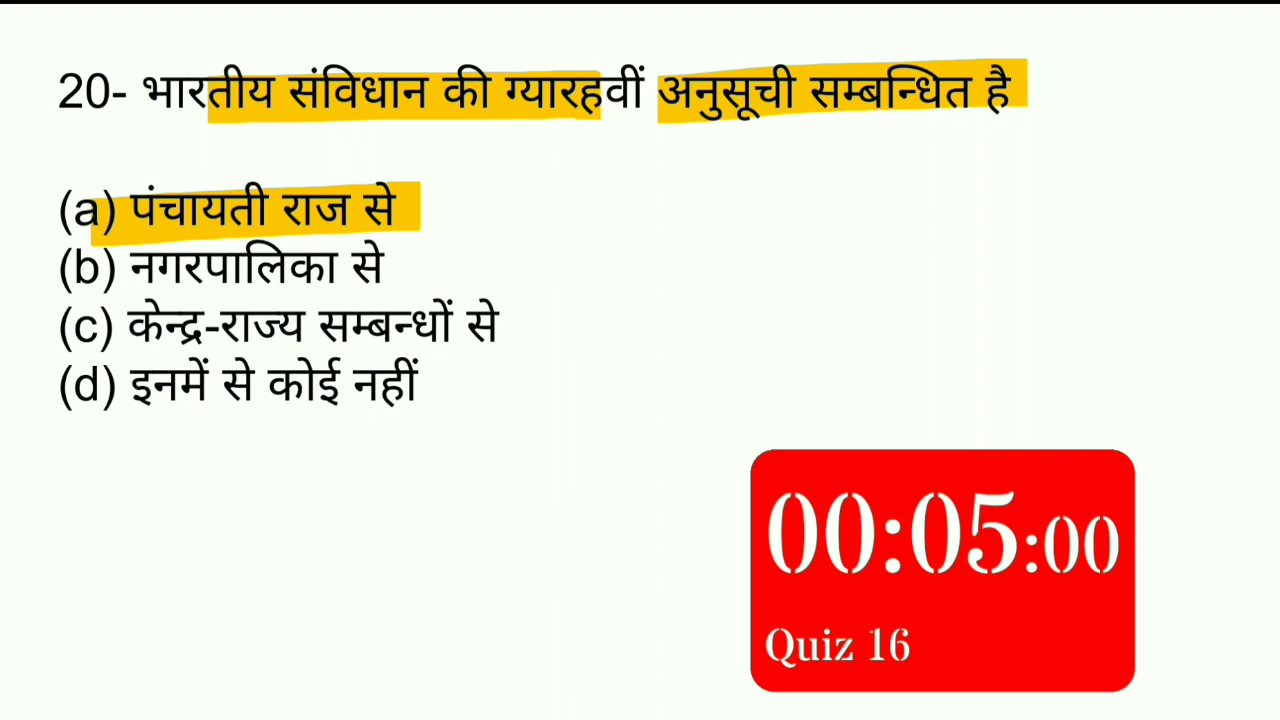 20- भारतीय संविधान की ग्यारहवीं अनुसूची सम्बन्धित है
(a) पंचायती राज से
(b) नगरपालिका से
(c) केन्द्र-राज्य सम्बन्धों से
(d) इनमें से कोई नहीं
00:05:00
Quiz 16